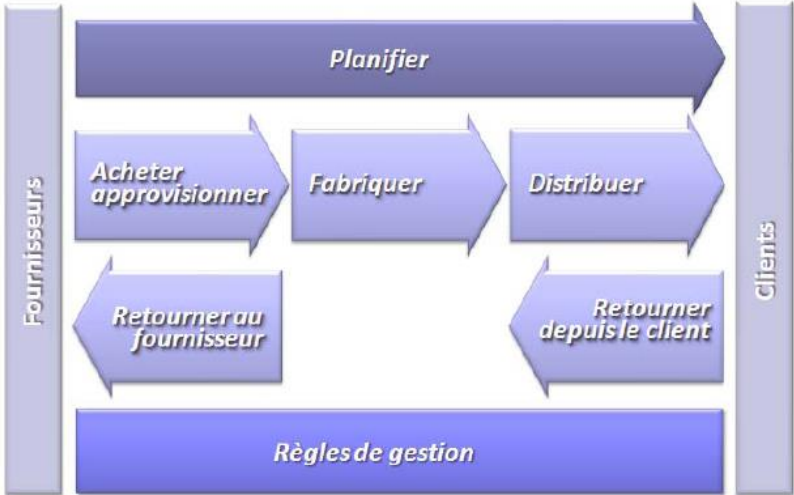 Planifier
Fournisseurs
Acheter
approvisionner
Fabriquer
Distribuer
Clients
Retourner au
fournisseur
Retourner
depuis le client
Règles de gestion